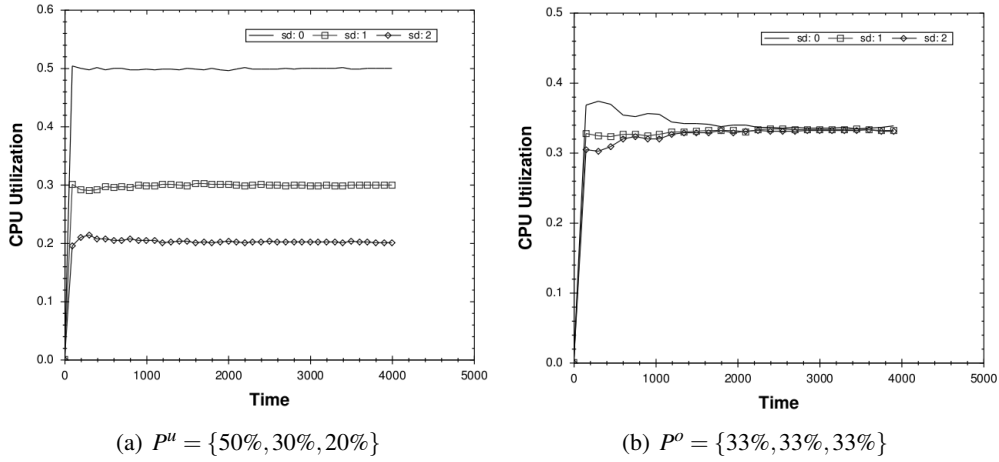 0.6
0.5
0.4
0.3
0.2
0.1
0.0
CPU Utilization
sd: 0 sd: 1 sd: 2
0 1000 2000 3000 4000 5000
Time
(a) P^u = {50%, 30%, 20%}
0.5
0.4
0.3
0.2
0.1
0.0
CPU Utilization
sd: 0 sd: 1 sd: 2
0 1000 2000 3000 4000 5000
Time
(b) P^o = {33%, 33%, 33%}